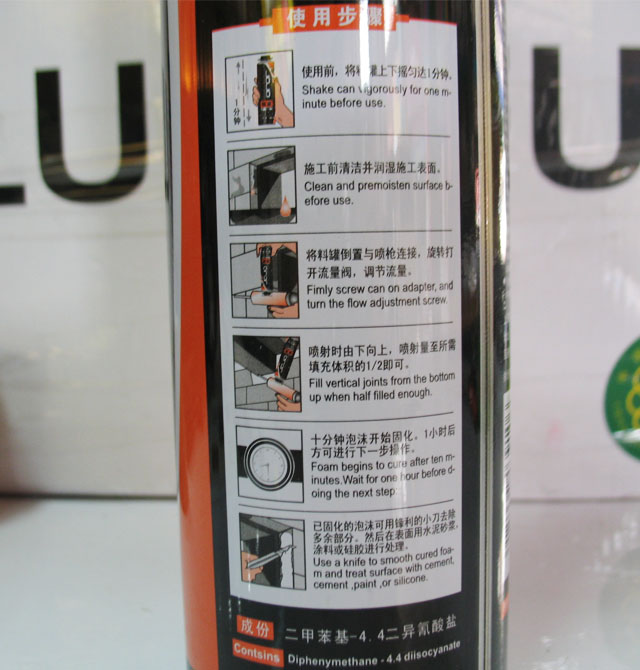 LU
U
使用步骤
1分钟
使用前，将料罐上下摇匀达1分钟。
Shake can vigorously for one m-
inute before use.
施工前清洁并润湿施工表面。
Clean and premoisten surface b-
efore use.
将料罐倒置与喷枪连接，旋转打
开流量阀，调节流量。
Fimly screw can on adapter, and
turn the flow adjustment screw.
喷射时由下向上，喷射量至所需
填充体积的1/2即可。
Fill vertical joints from the bottom
up when half filled enough.
十分钟泡沫开始固化。1小时后
方可进行下一步操作。
Foam begins to cure after ten m-
inutes.Wait for one hour before d-
oing the next step
已固化的泡沫可用锋利的小刀去除
多余部分。然后在表面用水泥砂浆，
涂料或硅胶进行处理。
Use a knife to smooth cured foa-
m and treat surface with cement,
cement ,paint ,or silicone.
成份 二甲苯基-4.4二异氰酸盐
Contsins Diphenymethane - 4.4 diisocyanate